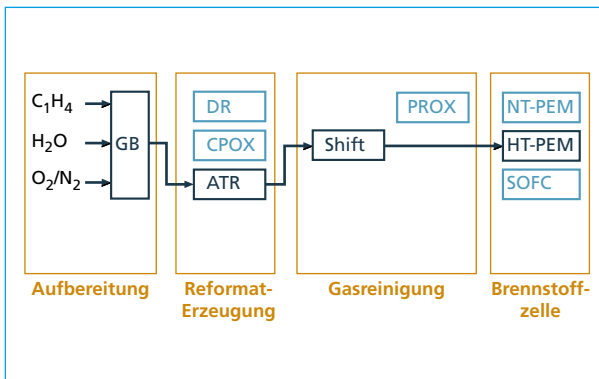 C1H4
H2O
O2/N2
GB
DR
CPOX
ATR
Shift
PROX
NT-PEM
HT-PEM
SOFC
Aufbereitung
Reformat-
Erzeugung
Gasreinigung
Brennstoff-
zelle